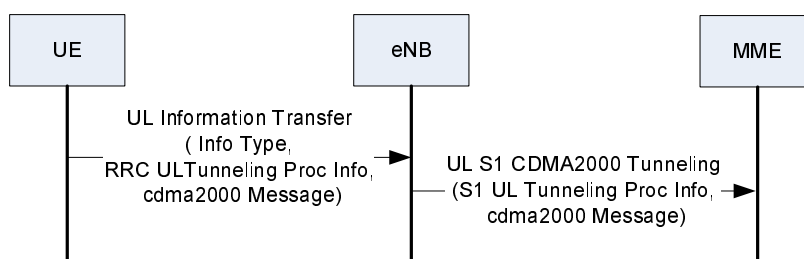 UE
eNB
MME
UL Information Transfer
( Info Type,
RRC ULTunneling Proc Info,
cdma2000 Message)
UL S1 CDMA2000 Tunneling
(S1 UL Tunneling Proc Info,
cdma2000 Message)